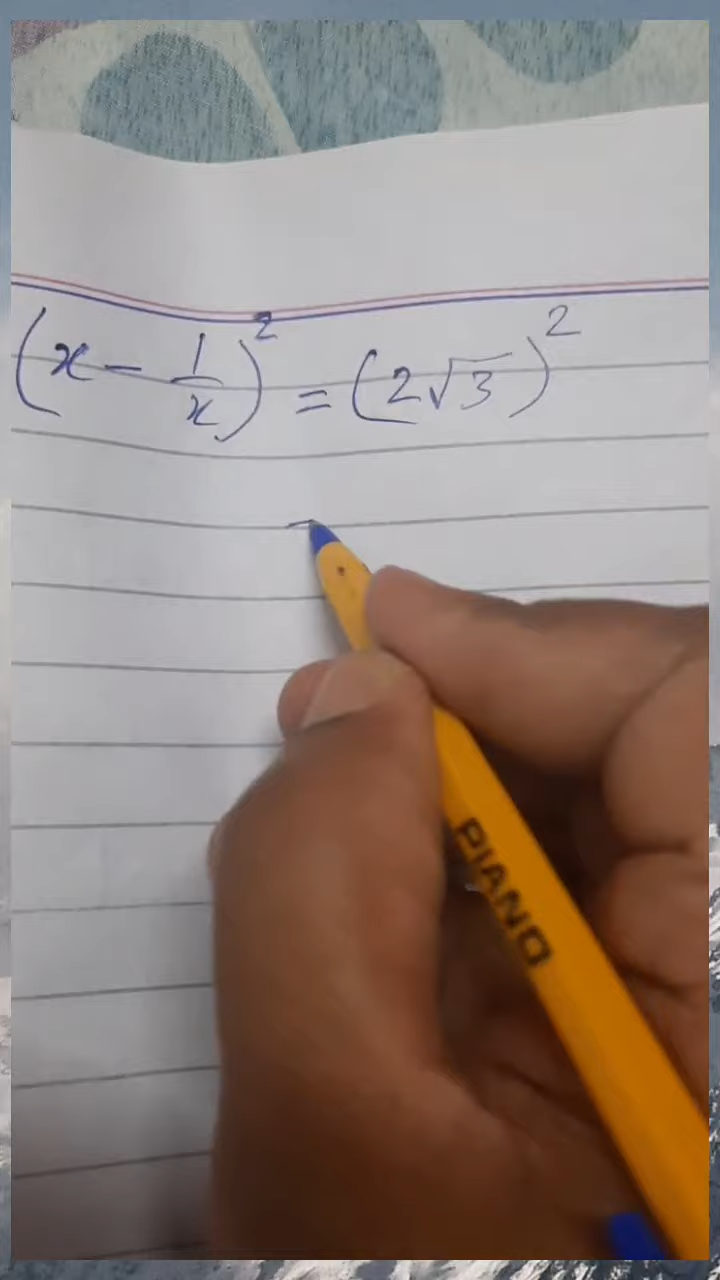 (x - 1/x)² = (2√3)²
PIANO